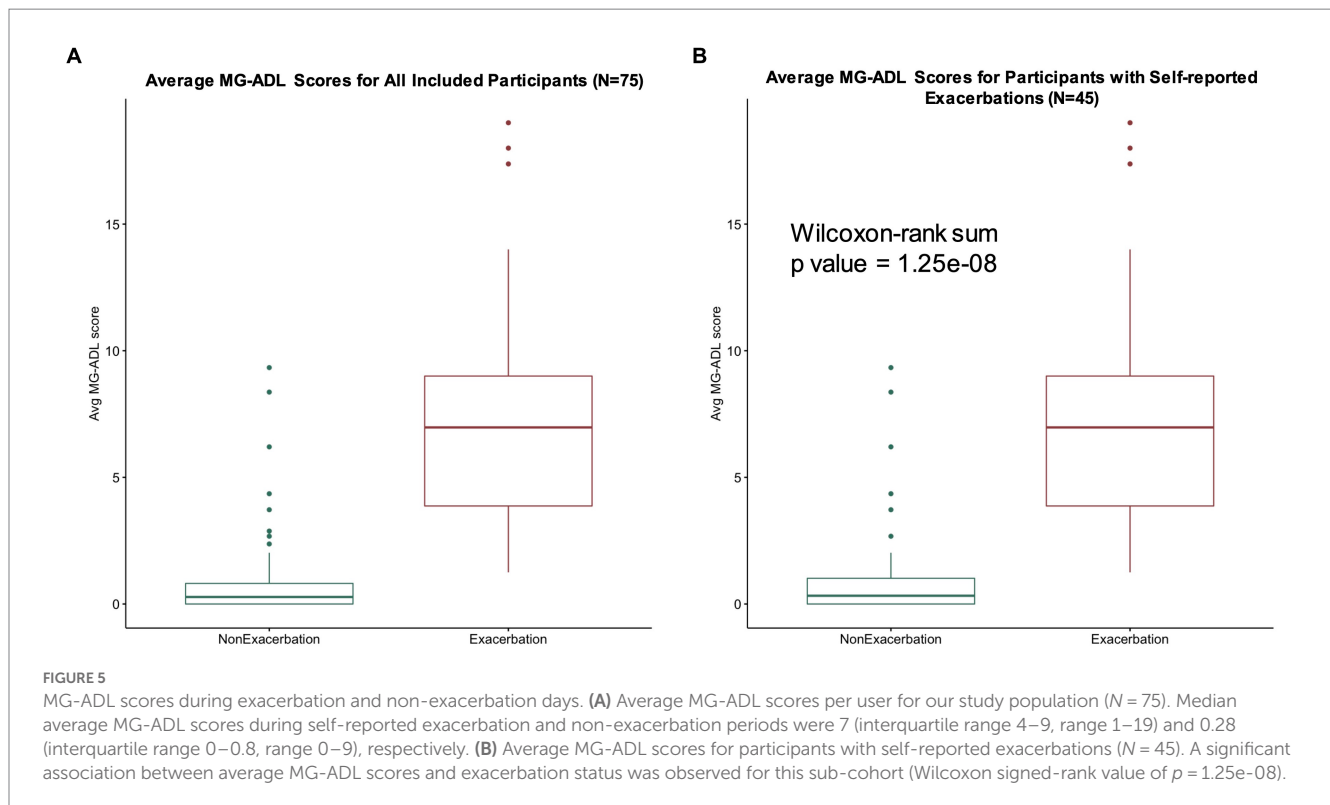 A
Average MG-ADL Scores for All Included Participants (N=75)
Avg MG-ADL score
15
10
5
0
NonExacerbation
Exacerbation
B
Average MG-ADL Scores for Participants with Self-reported
Exacerbations (N=45)
Wilcoxon-rank sum
p value = 1.25e-08
Avg MG-ADL score
15
10
5
0
NonExacerbation
Exacerbation
FIGURE 5
MG-ADL scores during exacerbation and non-exacerbation days. (A) Average MG-ADL scores per user for our study population (N = 75). Median
average MG-ADL scores during self-reported exacerbation and non-exacerbation periods were 7 (interquartile range 4–9, range 1–19) and 0.28
(interquartile range 0–0.8, range 0–9), respectively. (B) Average MG-ADL scores for participants with self-reported exacerbations (N = 45). A significant
association between average MG-ADL scores and exacerbation status was observed for this sub-cohort (Wilcoxon signed-rank value of p = 1.25e-08).